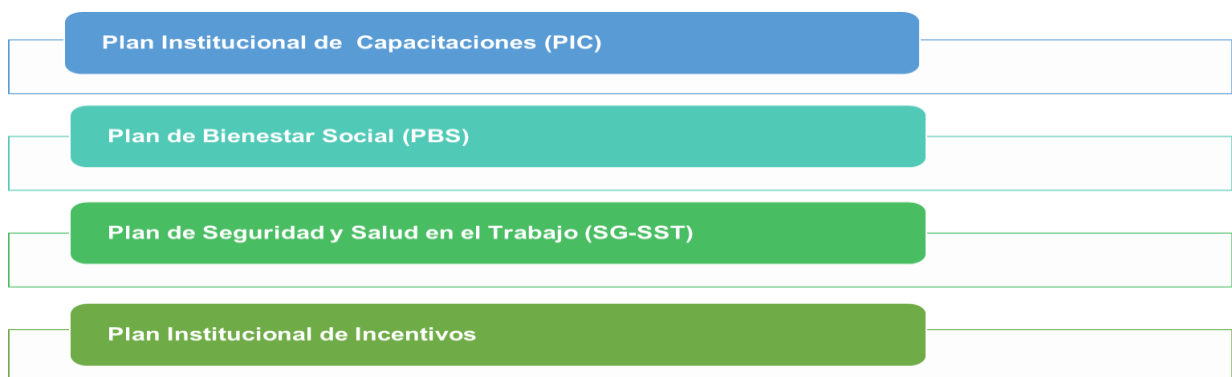 Plan Institucional de Capacitaciones (PIC)
Plan de Bienestar Social (PBS)
Plan de Seguridad y Salud en el Trabajo (SG-SST)
Plan Institucional de Incentivos